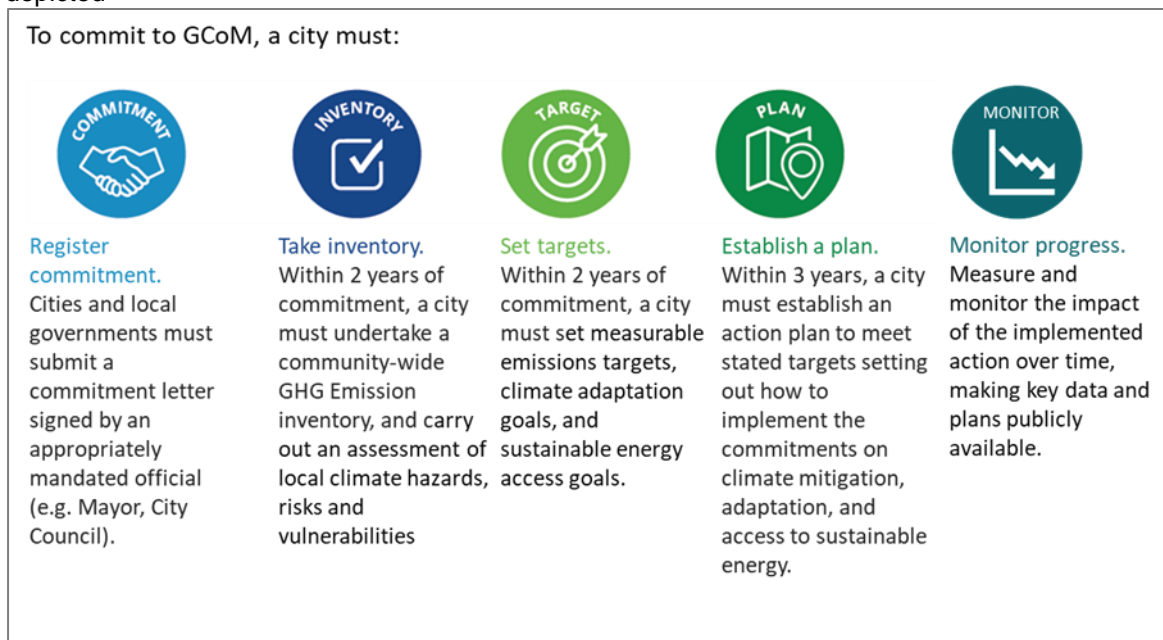 To commit to GCoM, a city must:
COMMITMENT
Register
commitment.
Cities and local
governments must
submit a
commitment letter
signed by an
appropriately
mandated official
(e.g. Mayor, City
Council).
INVENTORY
Take inventory.
Within 2 years of
commitment, a city
must undertake a
community-wide
GHG Emission
inventory, and carry
out an assessment of
local climate hazards,
risks and
vulnerabilities
TARGET
Set targets.
Within 2 years of
commitment, a city
must set measurable
emissions targets,
climate adaptation
goals, and
sustainable energy
access goals.
PLAN
Establish a plan.
Within 3 years, a city
must establish an
action plan to meet
stated targets setting
out how to
implement the
commitments on
climate mitigation,
adaptation, and
access to sustainable
energy.
MONITOR
Monitor progress.
Measure and
monitor the impact
of the implemented
action over time,
making key data and
plans publicly
available.